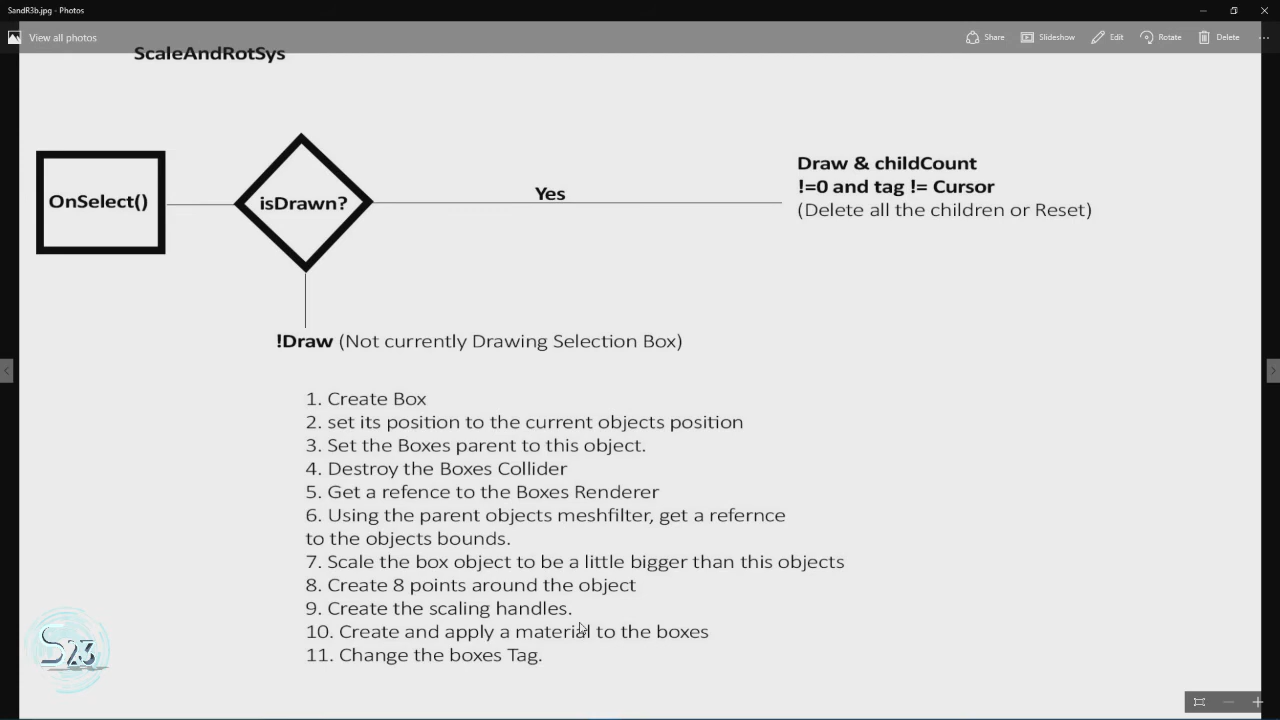 SandR3b.jpg - Photos
View all photos
Share
Slideshow
Edit
Rotate
Delete
ScaleAndRotSys
OnSelect()
isDrawn?
Yes
Draw & childCount
!=0 and tag != Cursor
(Delete all the children or Reset)
!Draw (Not currently Drawing Selection Box)
1. Create Box
2. set its position to the current objects position
3. Set the Boxes parent to this object.
4. Destroy the Boxes Collider
5. Get a refence to the Boxes Renderer
6. Using the parent objects meshfilter, get a refernce
to the objects bounds.
7. Scale the box object to be a little bigger than this objects
8. Create 8 points around the object
9. Create the scaling handles.
10. Create and apply a material to the boxes
11. Change the boxes Tag.
S23